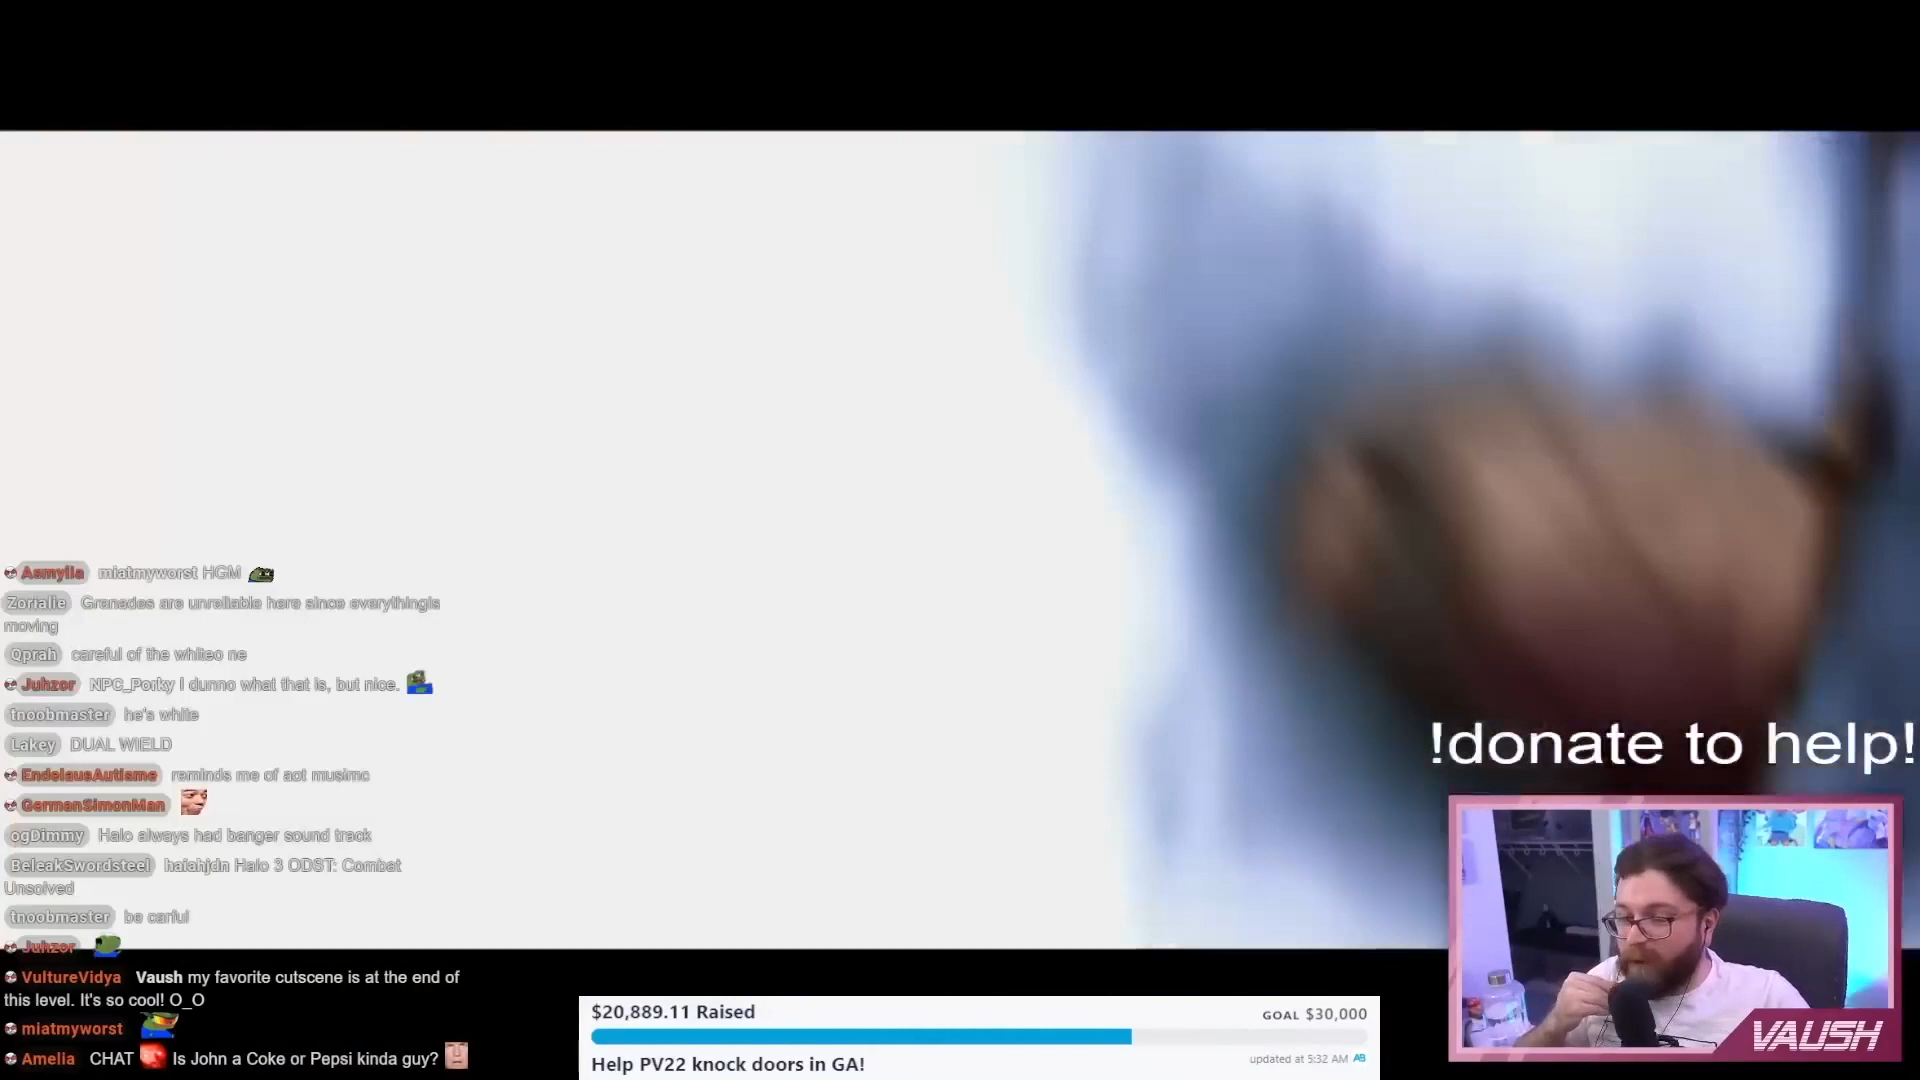 Asmylia miatmyworst HGM
Zorialie Grenades are unreliable here since everythingis
moving
Qprah careful of the whiteo ne
Juhzor NPC_Porky I dunno what that is, but nice.
tnoobmaster he's white
Lakey DUAL WIELD
EndelausAutisme reminds me of aot musimc
GermanSimonMan
ogDimmy Halo always had banger sound track
BeleakSwordsteel haiahjdn Halo 3 ODST: Combat
Unsolved
tnoobmaster be carful
Juhzor
VultureVidya Vaush my favorite cutscene is at the end of
this level. It's so cool! O_O
miatmyworst
Amelia CHAT Is John a Coke or Pepsi kinda guy?
$20,889.11 Raised
GOAL $30,000
Help PV22 knock doors in GA!
updated at 5:32 AM AB
!donate to help!
VAUSH